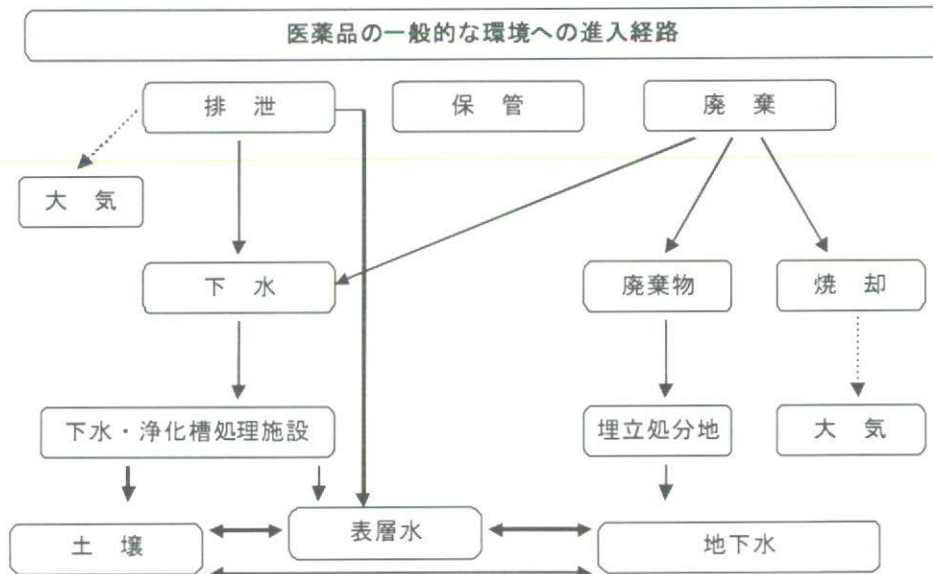 医薬品の一般的な環境への進入経路
排 泄
保 管
廃 棄
大 気
下 水
廃棄物
焼 却
下水・浄化槽処理施設
埋立処分地
大 気
土 壌
表層水
地下水